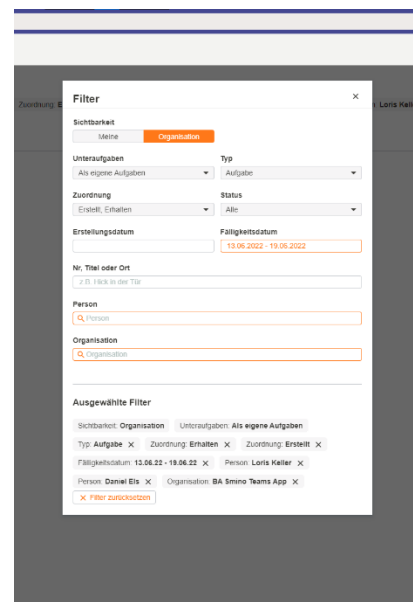 Filter ×
Sichtbarkeit
Meine Organisation
Unteraufgaben Typ
Als eigene Aufgaben Aufgabe
Zuordnung Status
Erstellt, Erhalten Alle
Erstellungsdatum Fälligkeitsdatum
13.06.2022 - 19.06.2022
Nr, Titel oder Ort
z.B. Hick in der Tür
Person
Person
Organisation
Organisation
Ausgewählte Filter
Sichtbarkeit: Organisation Unteraufgaben: Als eigene Aufgaben
Typ: Aufgabe × Zuordnung: Erhalten × Zuordnung: Erstellt ×
Fälligkeitsdatum: 13.06.22 - 19.06.22 × Person: Loris Keller ×
Person: Daniel Els × Organisation: BA Smino Teams App ×
× Filter zurücksetzen
Zuordnung: E
Loris Kell